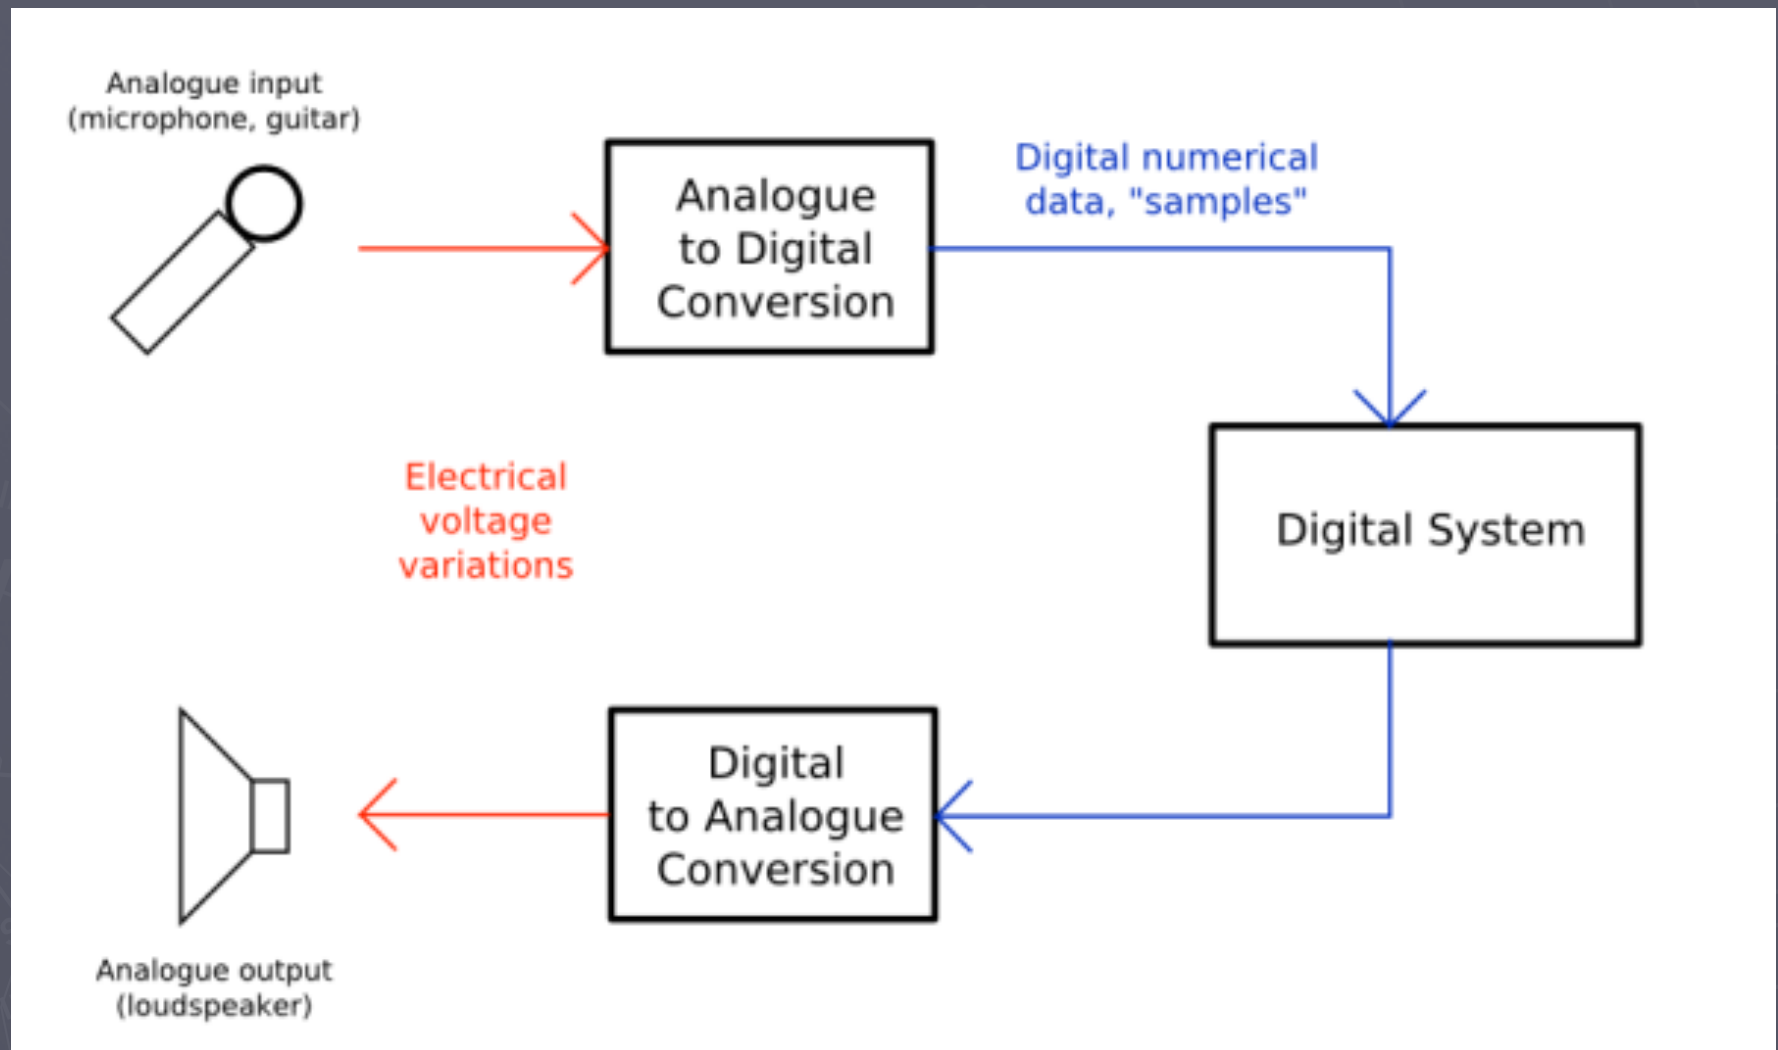 Analogue input
(microphone, guitar)
Analogue
to Digital
Conversion
Digital numerical
data, "samples"
Electrical
voltage
variations
Digital System
Digital
to Analogue
Conversion
Analogue output
(loudspeaker)